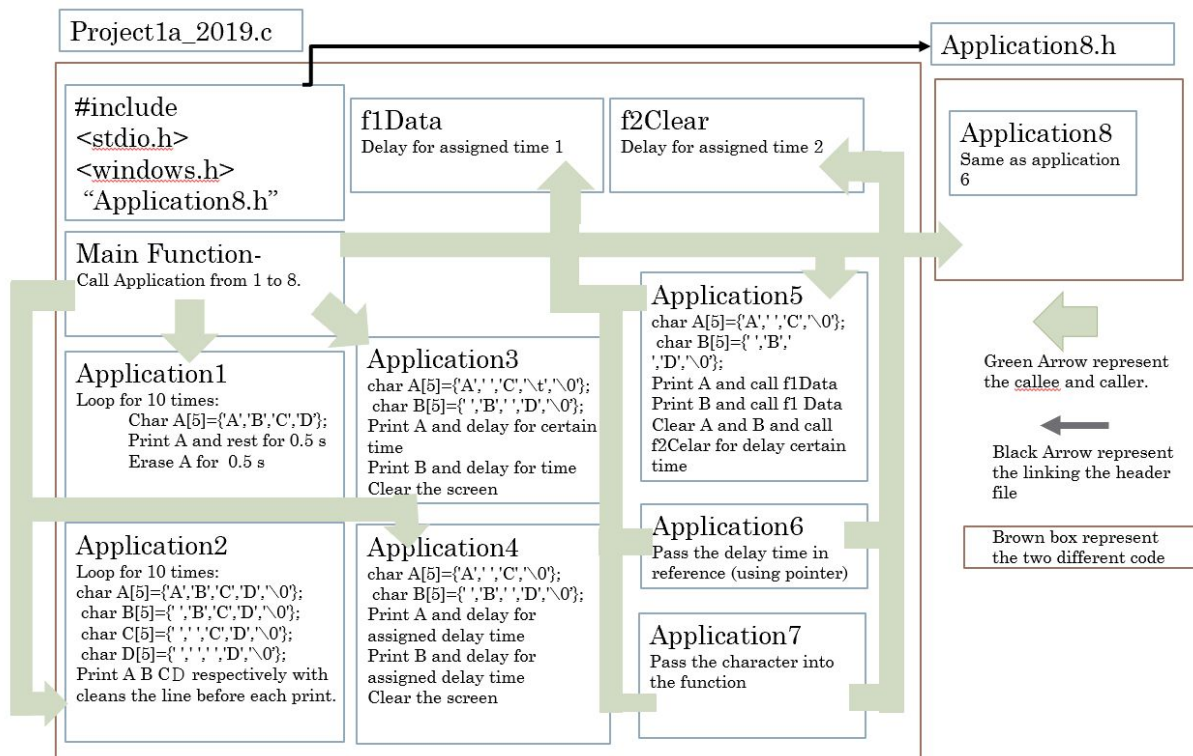 Project1a_2019.c
Application8.h
#include
<stdio.h>
<windows.h>
“Application8.h”
f1Data
Delay for assigned time 1
f2Clear
Delay for assigned time 2
Application8
Same as application
6
Main Function-
Call Application from 1 to 8.
Application1
Loop for 10 times:
Char A[5]={'A','B','C','D'};
Print A and rest for 0.5 s
Erase A for 0.5 s
Application2
Loop for 10 times:
char A[5]={'A','B','C','D','\0'};
char B[5]={' ','B','C','D','\0'};
char C[5]={' ',' ','C','D','\0'};
char D[5]={' ',' ',' ','D','\0'};
Print A B CD respectively with
cleans the line before each print.
Application3
char A[5]={'A',' ','C','\t','\0'};
char B[5]={' ','B',' ','D','\0'};
Print A and delay for certain
time
Print B and delay for time
Clear the screen
Application4
char A[5]={'A',' ','C','\0'};
char B[5]={' ','B',' ','D','\0'};
Print A and delay for
assigned delay time
Print B and delay for
assigned delay time
Clear the screen
Application5
char A[5]={'A',' ','C','\0'};
char B[5]={' ','B','
','D','\0'};
Print A and call f1Data
Print B and call f1 Data
Clear A and B and call
f2Celar for delay certain
time
Application6
Pass the delay time in
reference (using pointer)
Application7
Pass the character into
the function
Green Arrow represent
the callee and caller.
Black Arrow represent
the linking the header
file
Brown box represent
the two different code